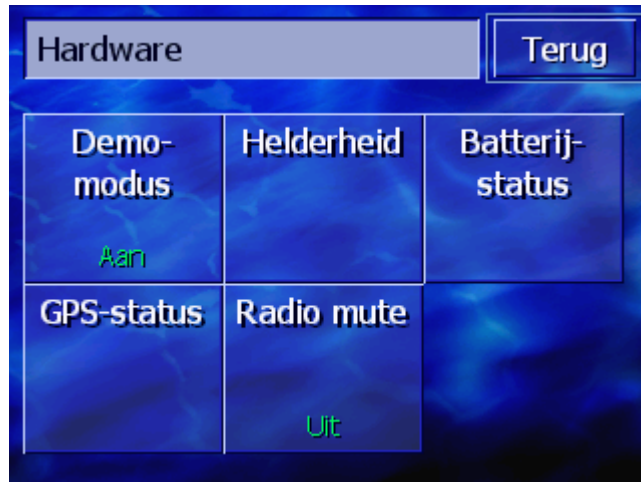 Hardware
Terug
Demo-
modus
Aan
Helderheid
Batterij-
status
GPS-status
Radio mute
Uit